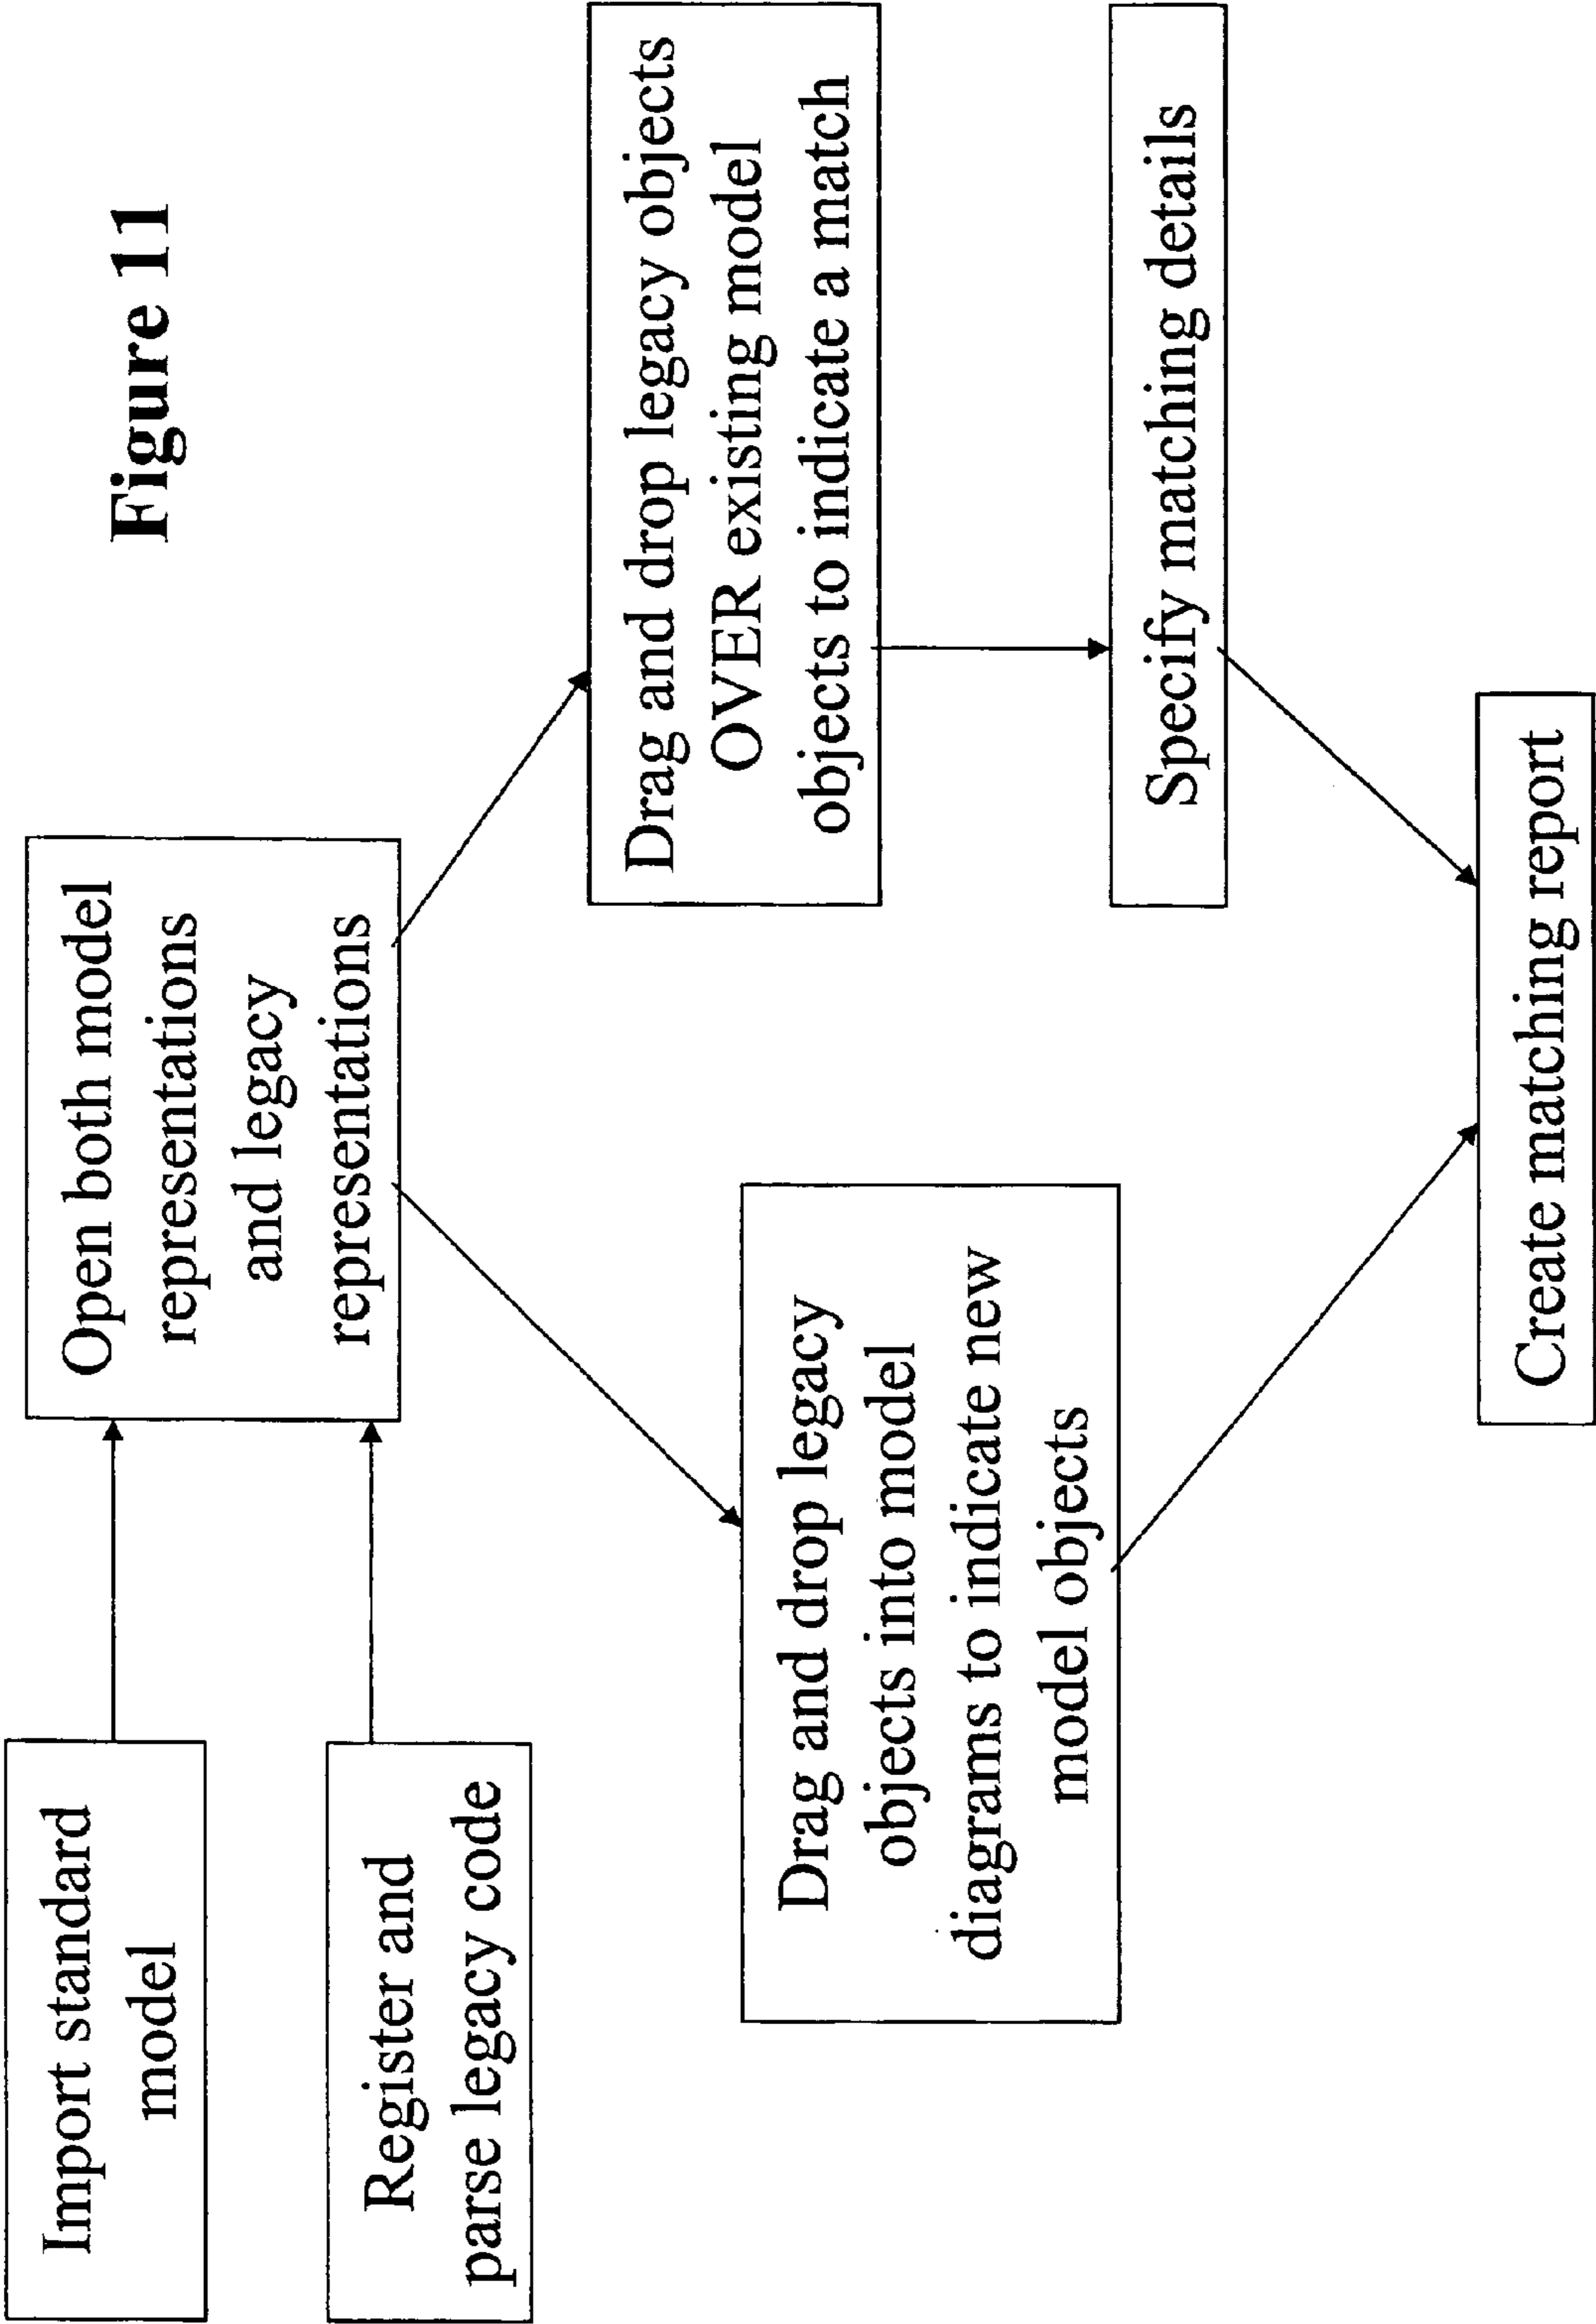 Figure 11
Import standard
model
Register and
parse legacy code
Open both model
representations
and legacy
representations
Drag and drop legacy
objects into model
diagrams to indicate new
model objects
Drag and drop legacy objects
OVER existing model
objects to indicate a match
Specify matching details
Create matching report